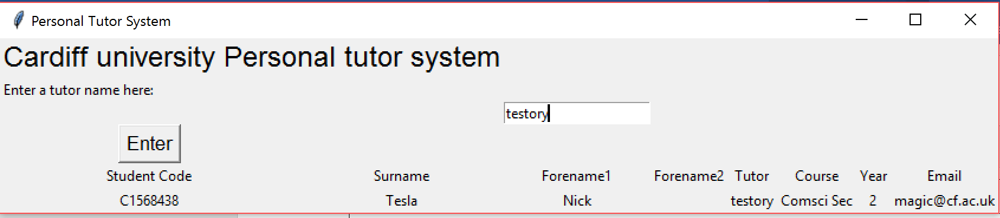 Personal Tutor System
Cardiff university Personal tutor system
Enter a tutor name here:
testory
Enter
Student Code Surname Forename1 Forename2 Tutor Course Year Email
C1568438 Tesla Nick testory Comsci Sec 2 magic@cf.ac.uk